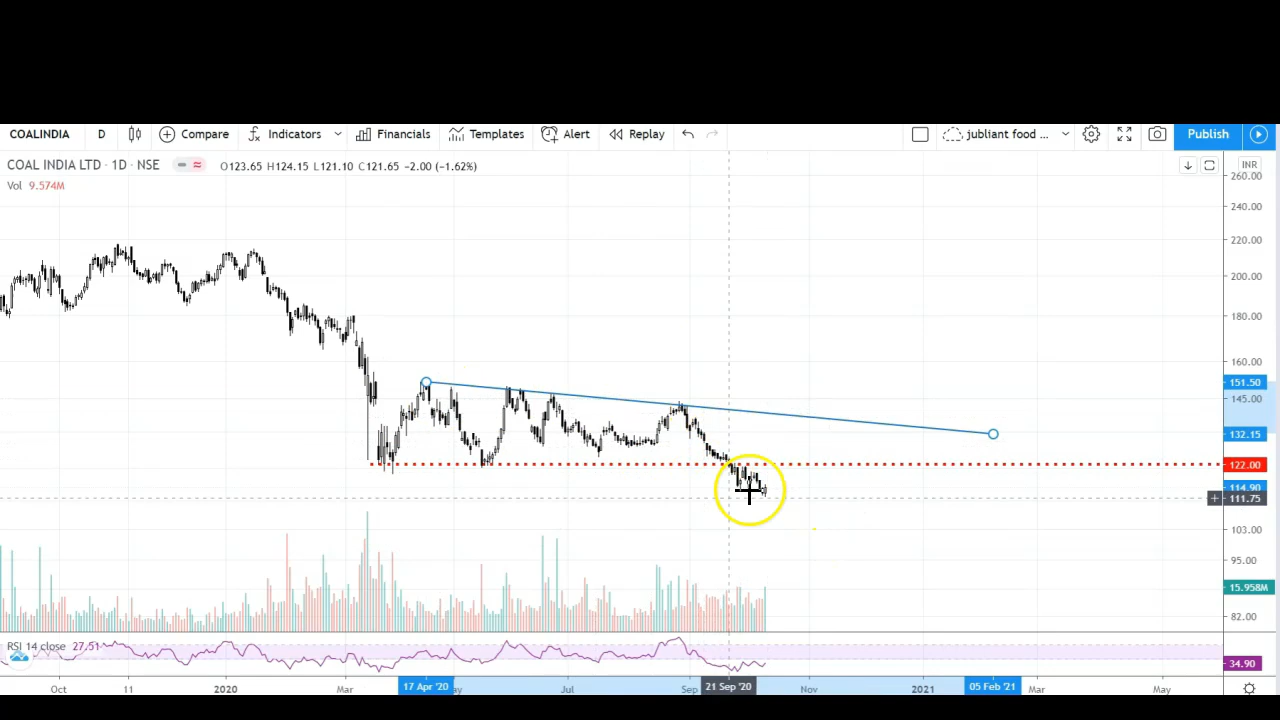 COALINDIA D Compare Indicators Financials Templates Alert Replay jubliant food ... Publish
COAL INDIA LTD · 1D · NSE O123.65 H124.15 L121.10 C121.65 -2.00 (-1.62%) INR
Vol 9.574M
260.00
240.00
220.00
200.00
180.00
160.00
151.50
145.00
132.15
122.00
114.90
111.75
103.00
95.00
15.958M
82.00
RSI 14 close 27.51
34.90
Oct 11 2020 Mar 17 Apr '20 Jul Sep 21 Sep '20 Nov 2021 05 Feb '21 Mar May